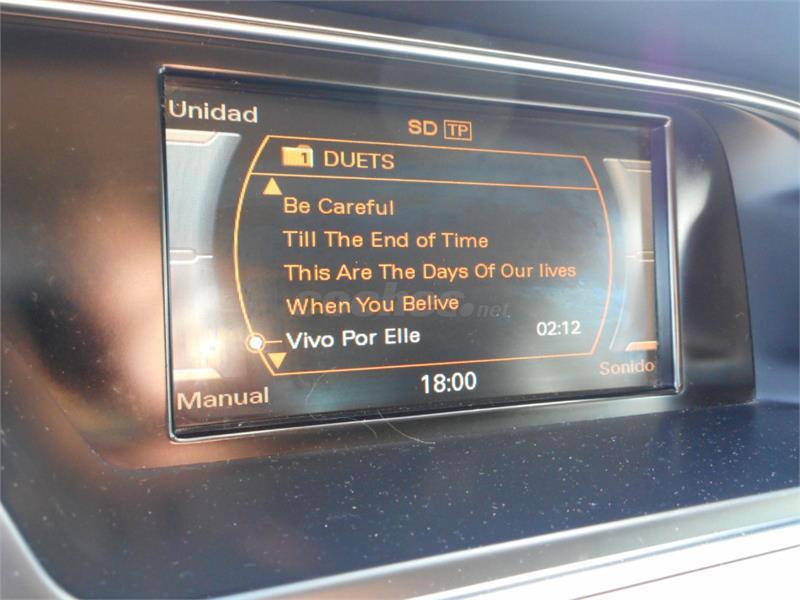 Unidad
SD TP
1 DUETS
Be Careful
Till The End of Time
This Are The Days Of Our lives
When You Belive
Vivo Por Elle 02:12
Manual 18:00 Sonido